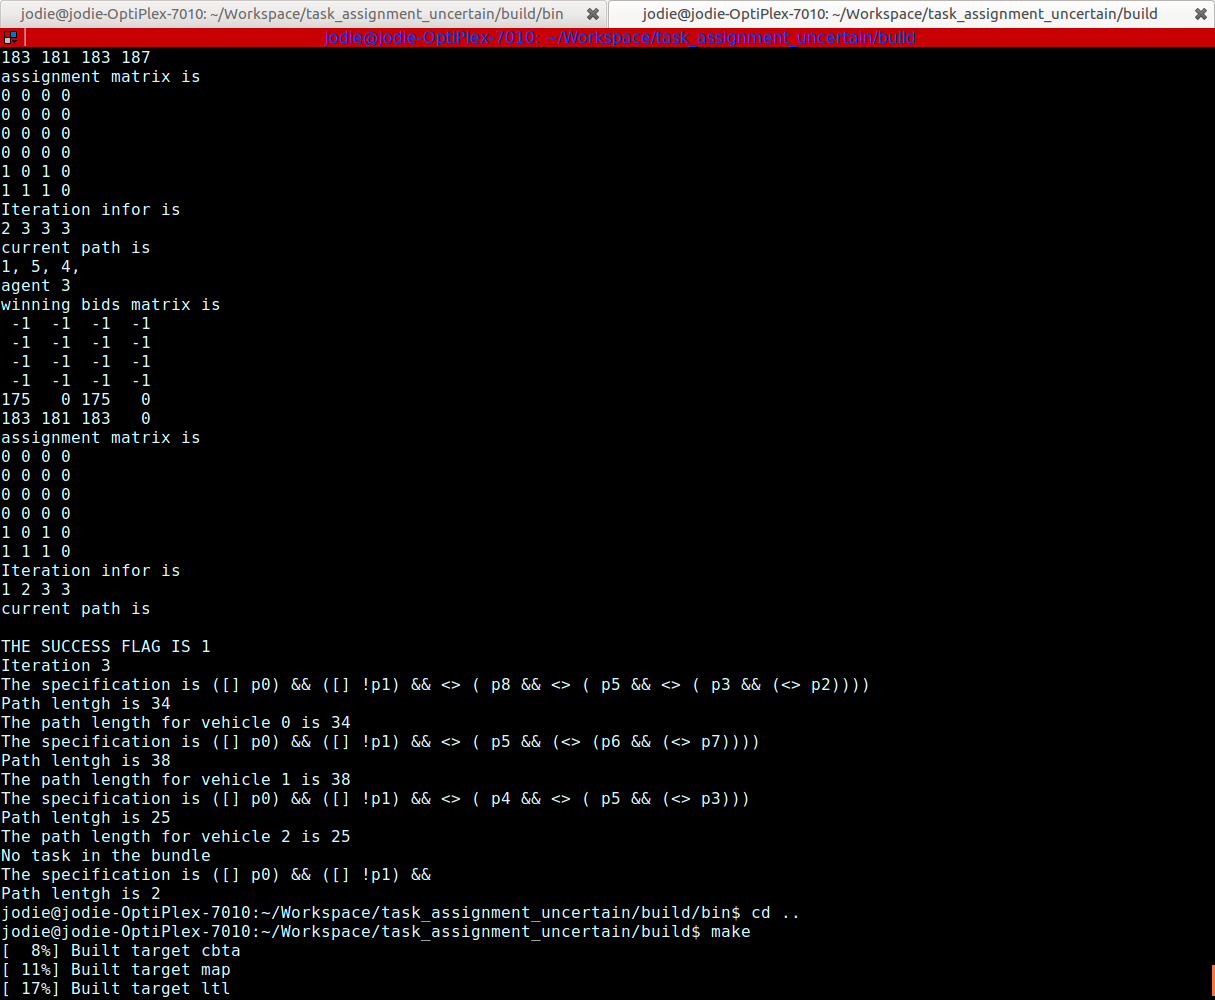 jodie@jodie-OptiPlex-7010: ~/Workspace/task_assignment_uncertain/build/bin
jodie@jodie-OptiPlex-7010: ~/Workspace/task_assignment_uncertain/build
jodie@jodie-OptiPlex-7010: ~/Workspace/task_assignment_uncertain/build
183 181 183 187
assignment matrix is
0 0 0 0
0 0 0 0
0 0 0 0
0 0 0 0
1 0 1 0
1 1 1 0
Iteration infor is
2 3 3 3
current path is
1, 5, 4,
agent 3
winning bids matrix is
 -1  -1  -1  -1
 -1  -1  -1  -1
 -1  -1  -1  -1
 -1  -1  -1  -1
175   0 175   0
183 181 183   0
assignment matrix is
0 0 0 0
0 0 0 0
0 0 0 0
0 0 0 0
1 0 1 0
1 1 1 0
Iteration infor is
1 2 3 3
current path is
THE SUCCESS FLAG IS 1
Iteration 3
The specification is ([] p0) && ([] !p1) && <> ( p8 && <> ( p5 && <> ( p3 && (<> p2))))
Path lentgh is 34
The path length for vehicle 0 is 34
The specification is ([] p0) && ([] !p1) && <> ( p5 && (<> (p6 && (<> p7))))
Path lentgh is 38
The path length for vehicle 1 is 38
The specification is ([] p0) && ([] !p1) && <> ( p4 && <> ( p5 && (<> p3)))
Path lentgh is 25
The path length for vehicle 2 is 25
No task in the bundle
The specification is ([] p0) && ([] !p1) &&
Path lentgh is 2
jodie@jodie-OptiPlex-7010:~/Workspace/task_assignment_uncertain/build/bin$ cd ..
jodie@jodie-OptiPlex-7010:~/Workspace/task_assignment_uncertain/build$ make
[  8%] Built target cbta
[ 11%] Built target map
[ 17%] Built target ltl